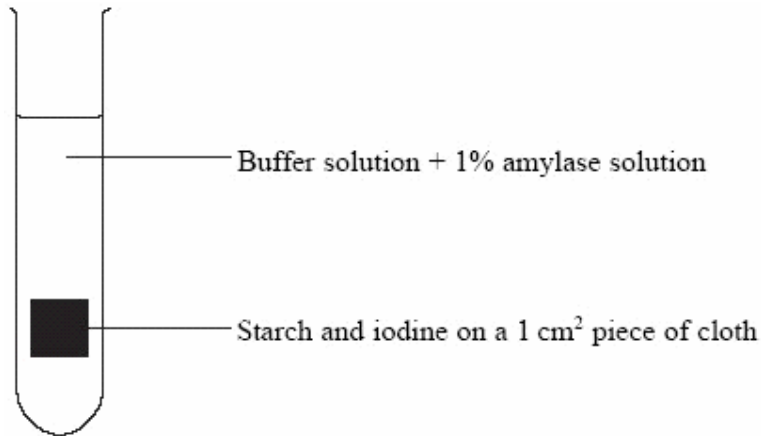 Buffer solution + 1% amylase solution
Starch and iodine on a 1 cm² piece of cloth